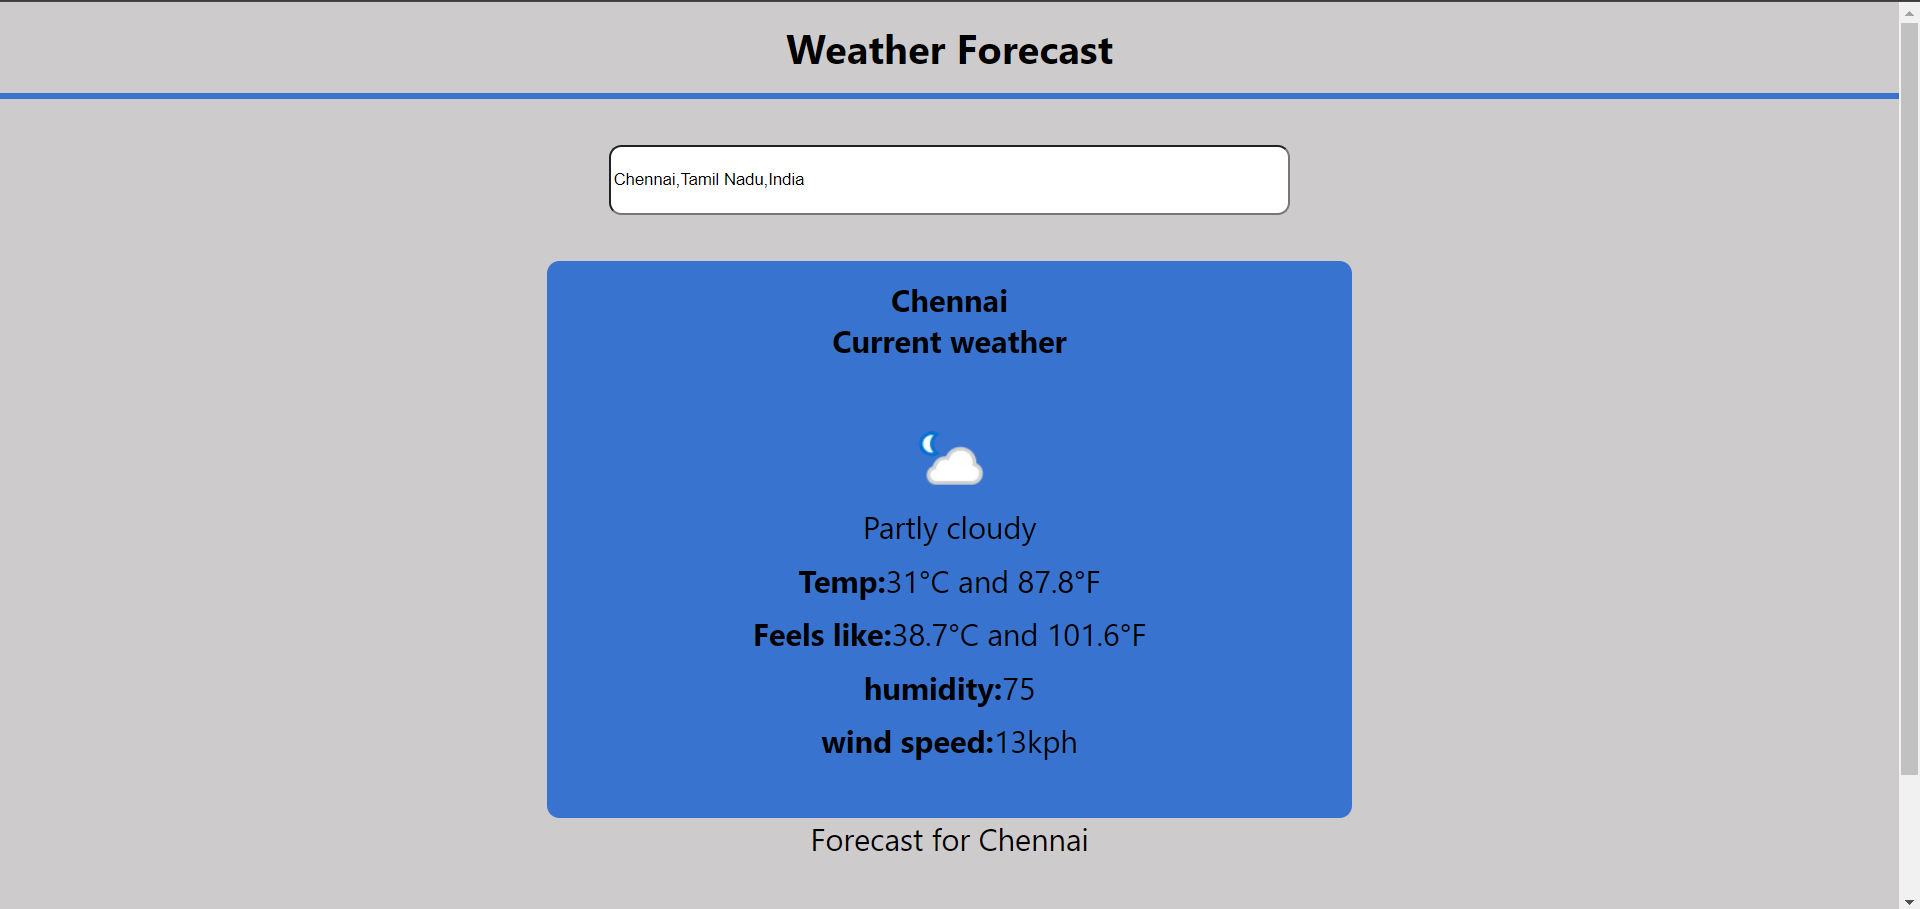 Weather Forecast
Chennai,Tamil Nadu,India
Chennai
Current weather
Partly cloudy
Temp:31°C and 87.8°F
Feels like:38.7°C and 101.6°F
humidity:75
wind speed:13kph
Forecast for Chennai